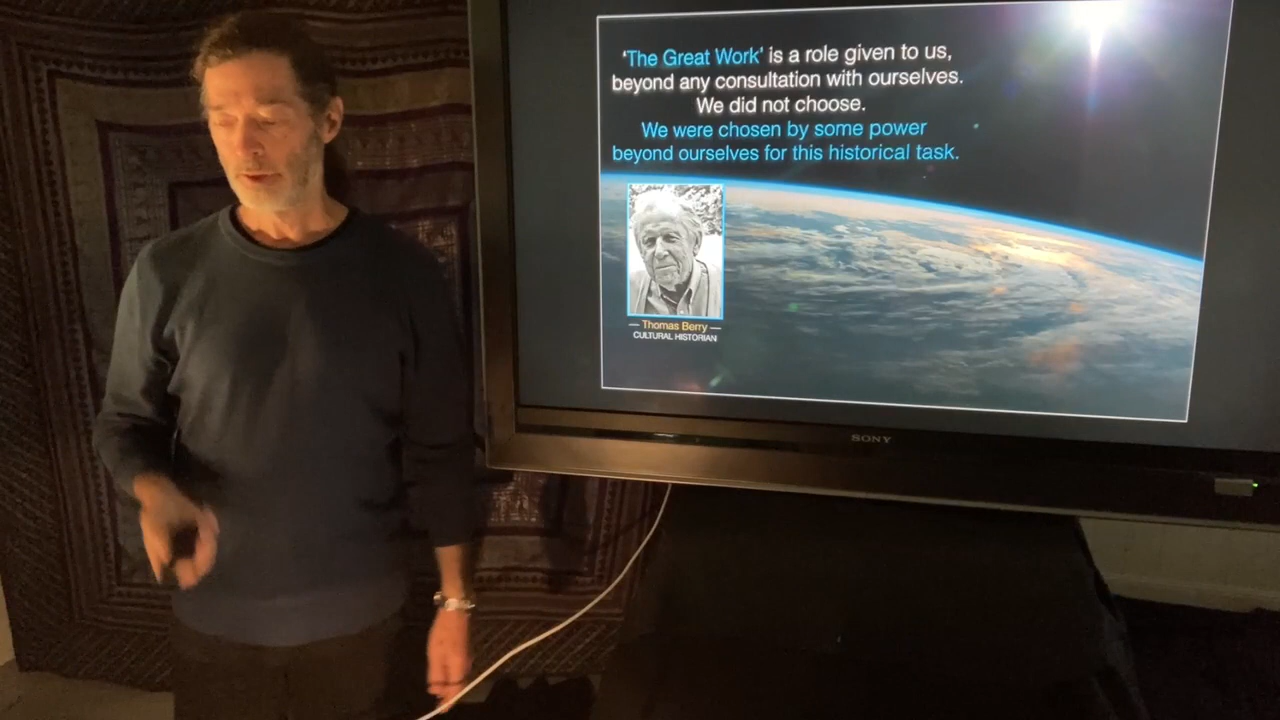 'The Great Work' is a role given to us,
beyond any consultation with ourselves.
We did not choose.
We were chosen by some power
beyond ourselves for this historical task.
— Thomas Berry —
CULTURAL HISTORIAN
SONY